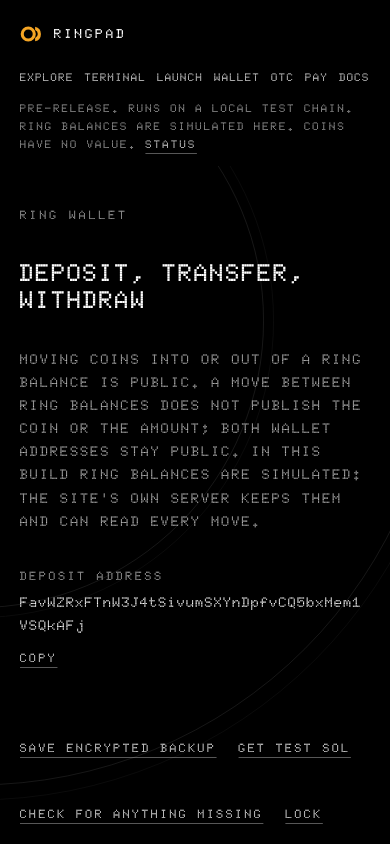 RINGPAD
EXPLORE TERMINAL LAUNCH WALLET OTC PAY DOCS
PRE-RELEASE. RUNS ON A LOCAL TEST CHAIN.
RING BALANCES ARE SIMULATED HERE. COINS
HAVE NO VALUE. STATUS
RING WALLET
DEPOSIT, TRANSFER,
WITHDRAW
MOVING COINS INTO OR OUT OF A RING
BALANCE IS PUBLIC. A MOVE BETWEEN
RING BALANCES DOES NOT PUBLISH THE
COIN OR THE AMOUNT; BOTH WALLET
ADDRESSES STAY PUBLIC. IN THIS
BUILD RING BALANCES ARE SIMULATED:
THE SITE'S OWN SERVER KEEPS THEM
AND CAN READ EVERY MOVE.
DEPOSIT ADDRESS
FavWZRxFTnW3J4tSivumSXYnDpfvCQ5bxMem1
VSQkAFj
COPY
SAVE ENCRYPTED BACKUP GET TEST SOL
CHECK FOR ANYTHING MISSING LOCK